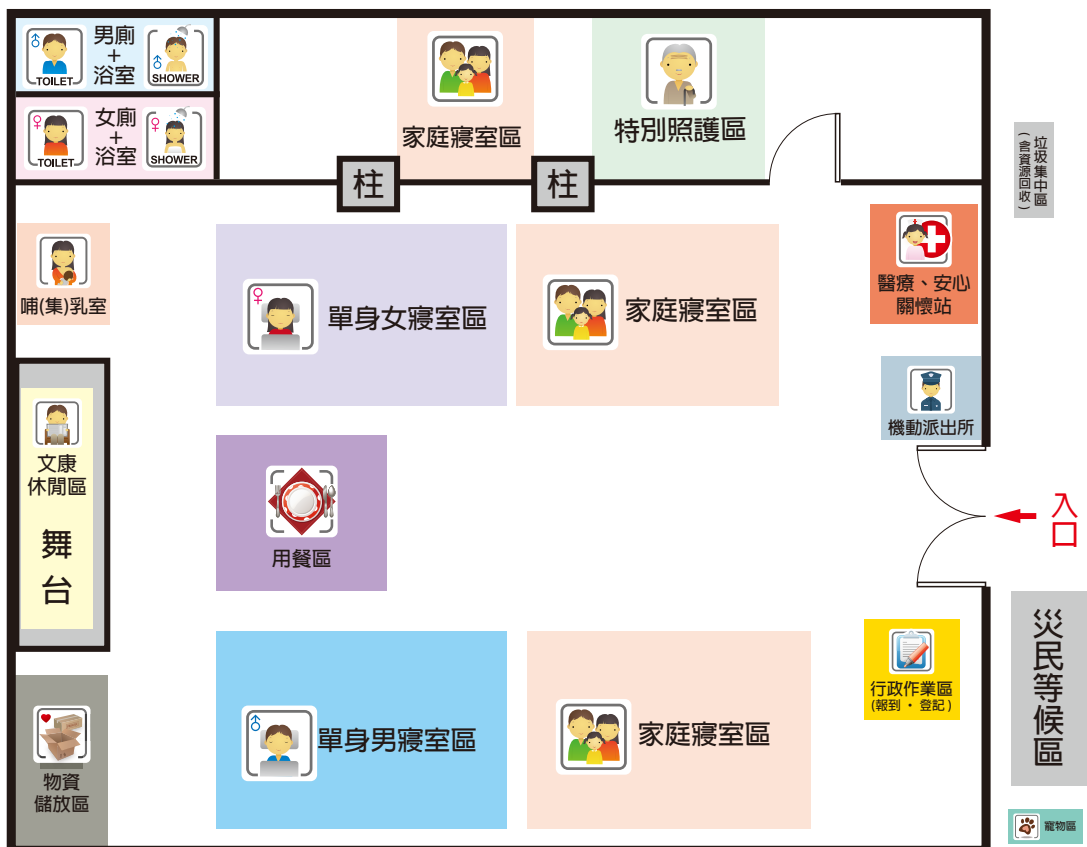 男廁
+
浴室
TOILET
SHOWER
女廁
+
浴室
TOILET
SHOWER
家庭寢室區
特別照護區
柱
柱
垃圾集中區
(含資源回收)
哺(集)乳室
單身女寢室區
家庭寢室區
醫療、安心
關懷站
機動派出所
文康
休閒區
舞
台
用餐區
入口
災民等候區
行政作業區
(報到・登記)
單身男寢室區
家庭寢室區
物資
儲放區
寵物區